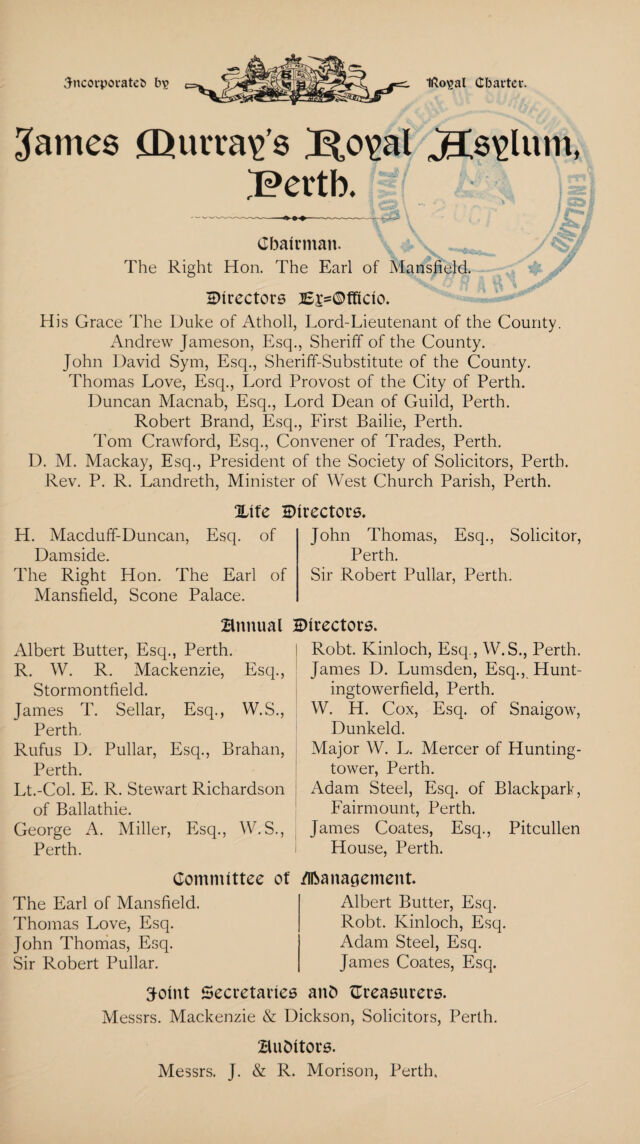 Incorporated by Royal Charter.
James Murray's Royal Asylum,
Perth.
ROYAL COLLEGE OF SURGEONS OF ENGLAND
2 OCT 03
LIBRARY
Chairman.
The Right Hon. The Earl of Mansfield.
Directors Ex=Officio.
His Grace The Duke of Atholl, Lord-Lieutenant of the County.
Andrew Jameson, Esq., Sheriff of the County.
John David Sym, Esq., Sheriff-Substitute of the County.
Thomas Love, Esq., Lord Provost of the City of Perth.
Duncan Macnab, Esq., Lord Dean of Guild, Perth.
Robert Brand, Esq., First Bailie, Perth.
Tom Crawford, Esq., Convener of Trades, Perth.
D. M. Mackay, Esq., President of the Society of Solicitors, Perth.
Rev. P. R. Landreth, Minister of West Church Parish, Perth.
Life Directors.
H. Macduff-Duncan, Esq. of
Damside.
The Right Hon. The Earl of
Mansfield, Scone Palace.
John Thomas, Esq., Solicitor,
Perth.
Sir Robert Pullar, Perth.
Annual Directors.
Albert Butter, Esq., Perth.
R. W. R. Mackenzie, Esq.,
Stormontfield.
James T. Sellar, Esq., W.S.,
Perth.
Rufus D. Pullar, Esq., Brahan,
Perth.
Lt.-Col. E. R. Stewart Richardson
of Ballathie.
George A. Miller, Esq., W.S.,
Perth.
Robt. Kinloch, Esq., W.S., Perth.
James D. Lumsden, Esq., Hunt-
ingtowerfield, Perth.
W. H. Cox, Esq. of Snaigow,
Dunkeld.
Major W. L. Mercer of Hunting-
tower, Perth.
Adam Steel, Esq. of Blackpark,
Fairmount, Perth.
James Coates, Esq., Pitcullen
House, Perth.
Committee of Management.
The Earl of Mansfield.
Thomas Love, Esq.
John Thomas, Esq.
Sir Robert Pullar.
Albert Butter, Esq.
Robt. Kinloch, Esq.
Adam Steel, Esq.
James Coates, Esq.
Joint Secretaries and Treasurers.
Messrs. Mackenzie & Dickson, Solicitors, Perth.
Auditors.
Messrs. J. & R. Morison, Perth.